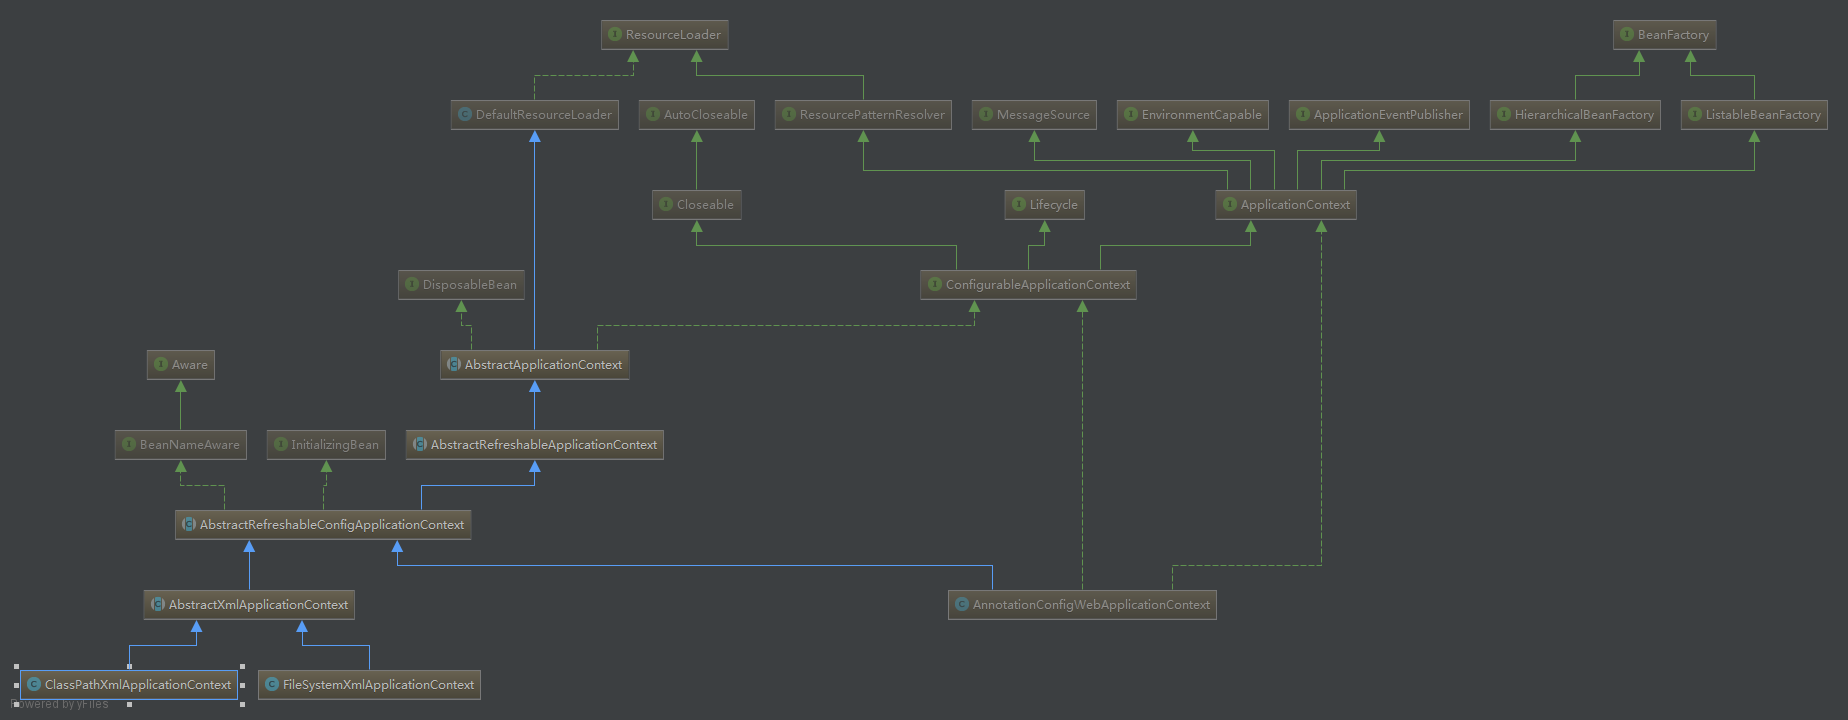 ResourceLoader
BeanFactory
DefaultResourceLoader
AutoCloseable
ResourcePatternResolver
MessageSource
EnvironmentCapable
ApplicationEventPublisher
HierarchicalBeanFactory
ListableBeanFactory
Closeable
Lifecycle
ApplicationContext
DisposableBean
ConfigurableApplicationContext
Aware
AbstractApplicationContext
BeanNameAware
InitializingBean
AbstractRefreshableApplicationContext
AbstractRefreshableConfigApplicationContext
AbstractXmlApplicationContext
AnnotationConfigWebApplicationContext
ClassPathXmlApplicationContext
FileSystemXmlApplicationContext
Powered by yFiles